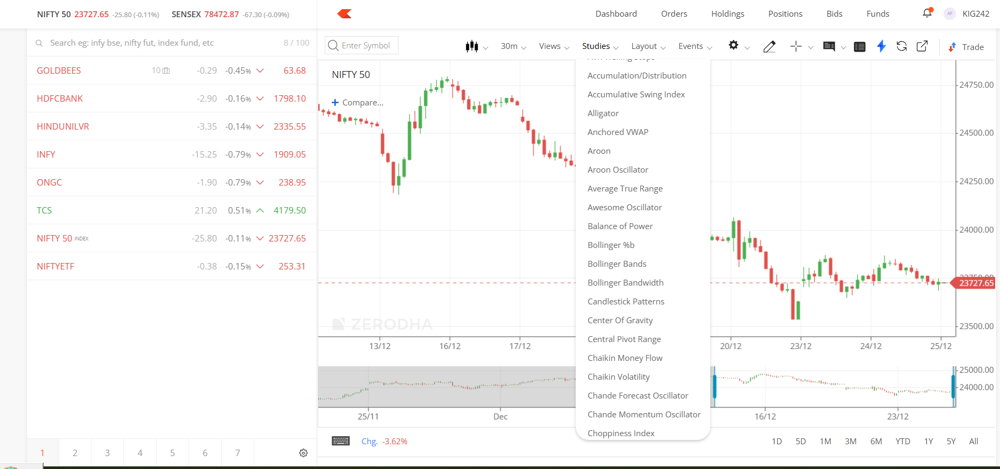 NIFTY 50 23727.65 -25.80 (-0.11%) SENSEX 78472.87 -67.30 (-0.09%)
Dashboard Orders Holdings Positions Bids Funds AP KIG242
Search eg: infy bse, nifty fut, index fund, etc 8 / 100
GOLDBEES 10 -0.29 -0.45% 63.68
HDFCBANK -2.90 -0.16% 1798.10
HINDUNILVR -3.35 -0.14% 2335.55
INFY -15.25 -0.79% 1909.05
ONGC -1.90 -0.79% 238.95
TCS 21.20 0.51% 4179.50
NIFTY 50 INDEX -25.80 -0.11% 23727.65
NIFTYETF -0.38 -0.15% 253.31
1 2 3 4 5 6 7
Enter Symbol 30m Views Studies Layout Events Trade
NIFTY 50
+ Compare...
Accumulation/Distribution
Accumulative Swing Index
Alligator
Anchored VWAP
Aroon
Aroon Oscillator
Average True Range
Awesome Oscillator
Balance of Power
Bollinger %b
Bollinger Bands
Bollinger Bandwidth
Candlestick Patterns
Center Of Gravity
Central Pivot Range
Chaikin Money Flow
Chaikin Volatility
Chande Forecast Oscillator
Chande Momentum Oscillator
Choppiness Index
24750.00
24500.00
24250.00
24000.00
23727.65
23500.00
ZERODHA
13/12 16/12 17/12 20/12 23/12 24/12 25/12
25000.00
24000.00
25/11 Dec 16/12 23/12
Chg. -3.62% 1D 5D 1M 3M 6M YTD 1Y 5Y All